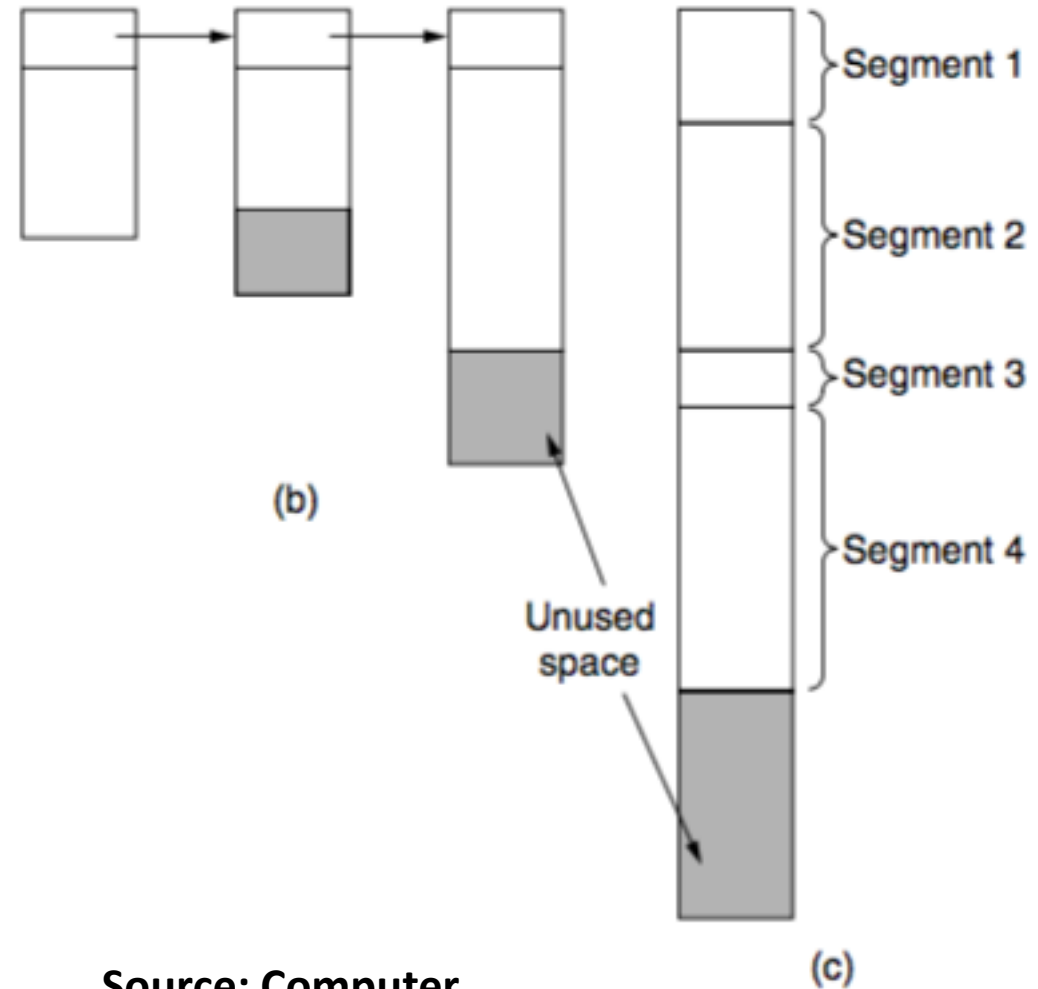 Segment 1
Segment 2
Segment 3
Segment 4
(b)
Unused
space
(c)
Source: Computer